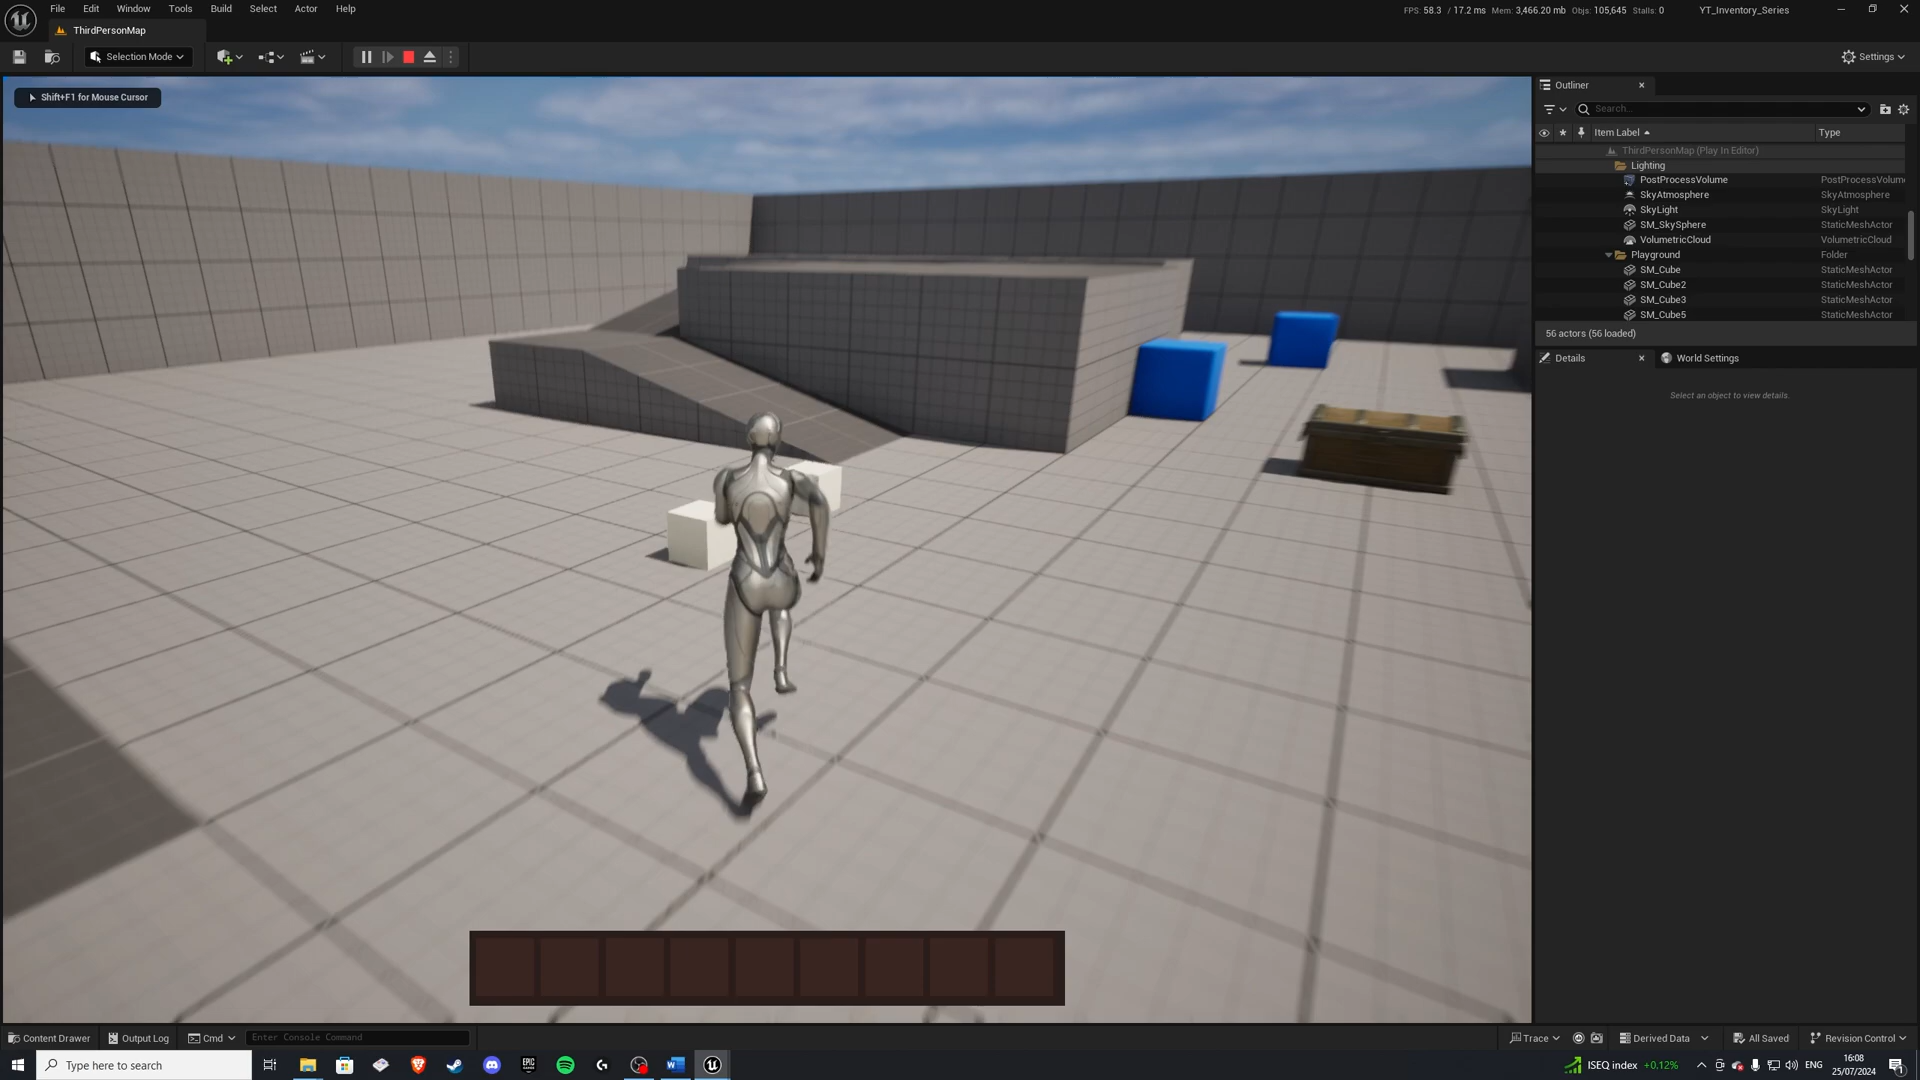 File Edit Window Tools Build Select Actor Help
FPS: 58.3 / 17.2 ms Mem: 3,466.20 mb Objs: 105,645 Stalls: 0
YT_Inventory_Series
ThirdPersonMap
Selection Mode
Settings
Shift+F1 for Mouse Cursor
Outliner
Search...
Item Label Type
ThirdPersonMap (Play In Editor)
Lighting
PostProcessVolume PostProcessVolum
SkyAtmosphere SkyAtmosphere
SkyLight SkyLight
SM_SkySphere StaticMeshActor
VolumetricCloud VolumetricCloud
Playground Folder
SM_Cube StaticMeshActor
SM_Cube2 StaticMeshActor
SM_Cube3 StaticMeshActor
SM_Cube5 StaticMeshActor
56 actors (56 loaded)
Details World Settings
Select an object to view details.
Content Drawer Output Log Cmd Enter Console Command
Trace Derived Data All Saved Revision Control
Type here to search
ISEQ index +0.12%
ENG
16:08
25/07/2024